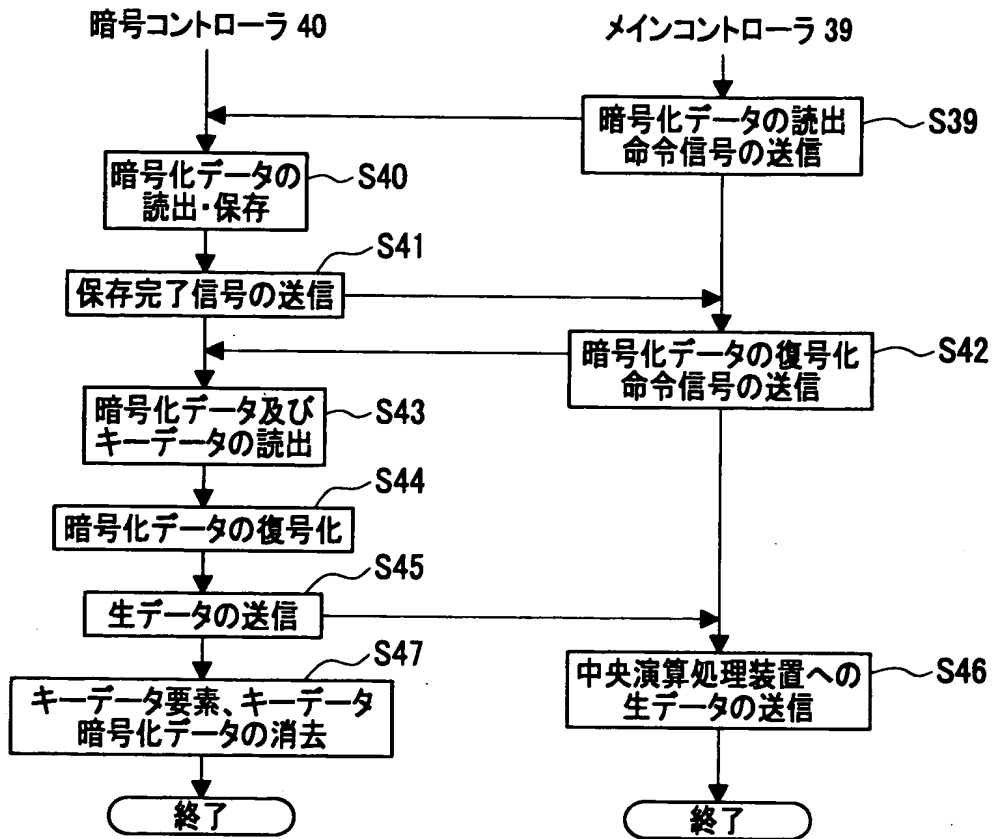 暗号コントローラ 40
メインコントローラ 39
暗号化データの読出
命令信号の送信
S39
暗号化データの
読出・保存
S40
保存完了信号の送信
S41
暗号化データの復号化
命令信号の送信
S42
暗号化データ及び
キーデータの読出
S43
暗号化データの復号化
S44
生データの送信
S45
中央演算処理装置への
生データの送信
S46
キーデータ要素、キーデータ
暗号化データの消去
S47
終了
終了